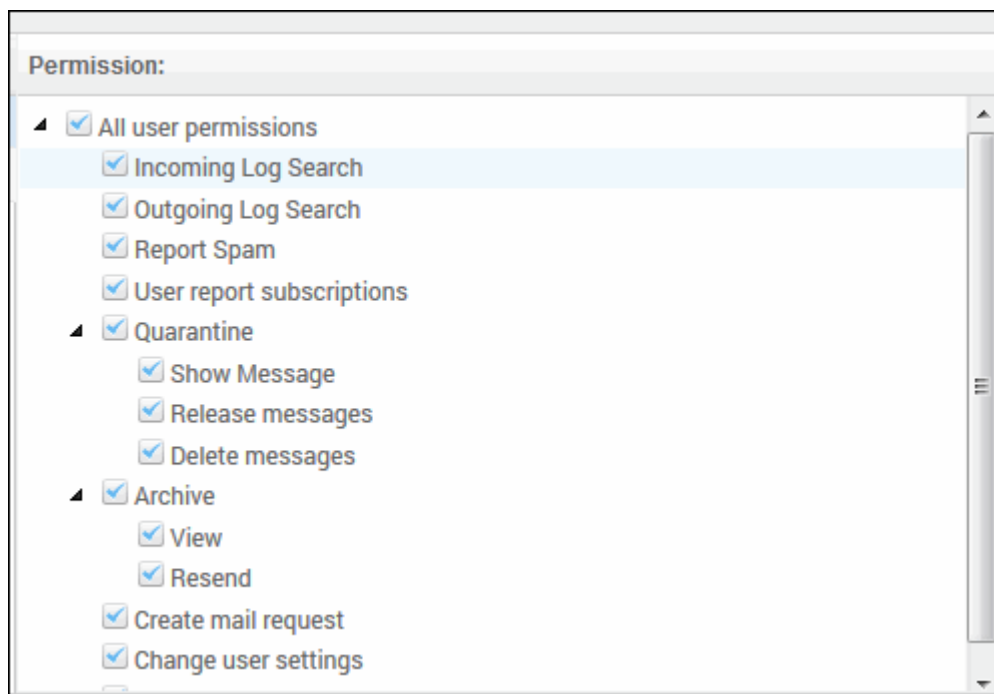 Permission:
All user permissions
Incoming Log Search
Outgoing Log Search
Report Spam
User report subscriptions
Quarantine
Show Message
Release messages
Delete messages
Archive
View
Resend
Create mail request
Change user settings